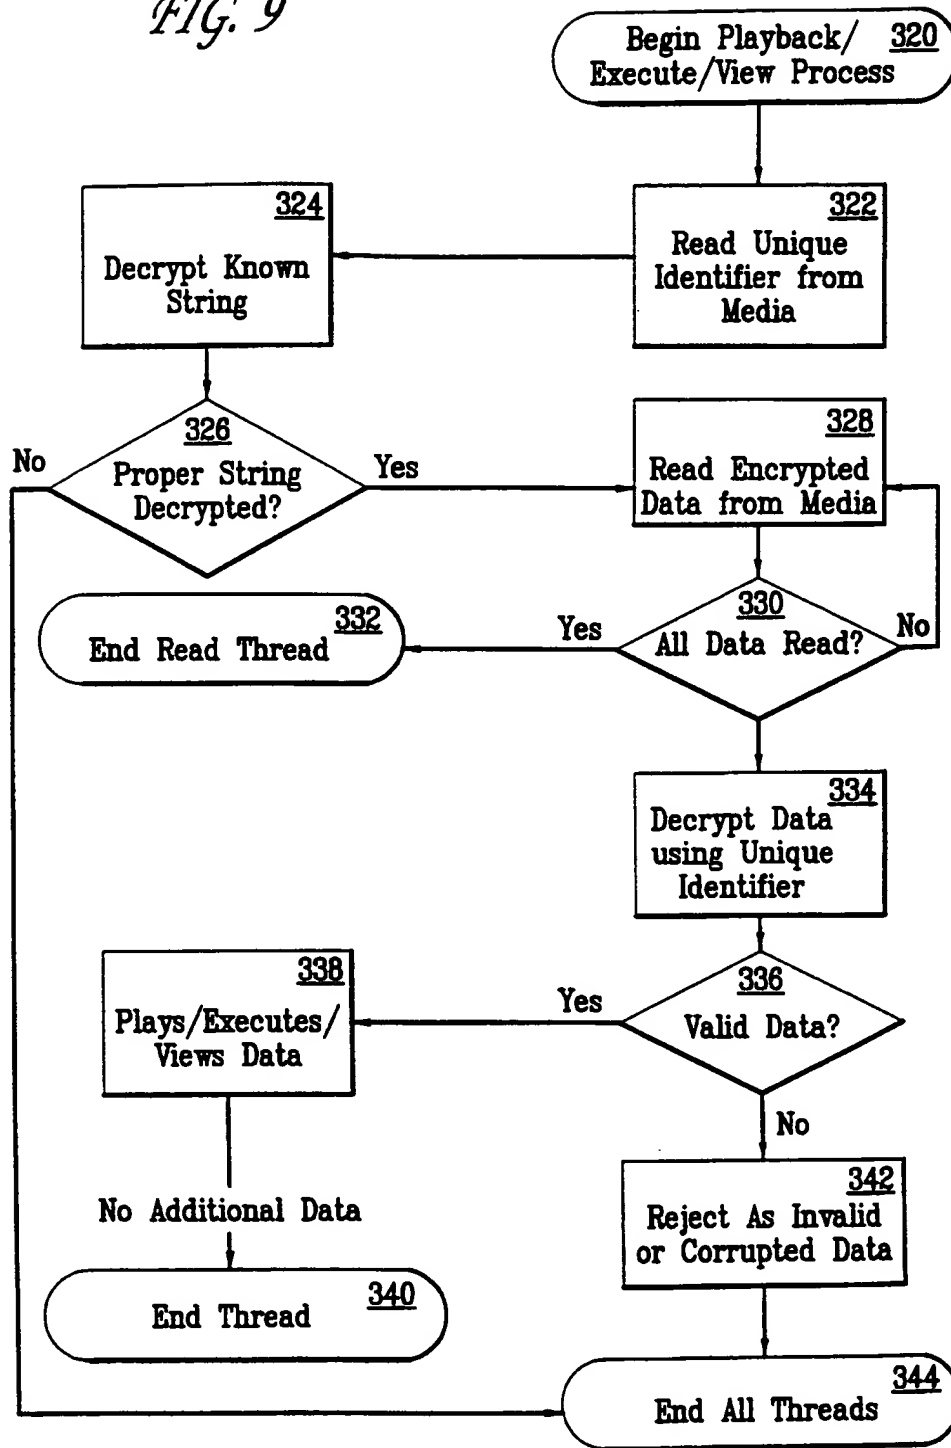 FIG. 9
Begin Playback/ 320
Execute/View Process
324
Decrypt Known
String
322
Read Unique
Identifier from
Media
326
Proper String
Decrypted?
No
Yes
328
Read Encrypted
Data from Media
330
All Data Read?
No
Yes
332
End Read Thread
334
Decrypt Data
using Unique
Identifier
336
Valid Data?
Yes
No
338
Plays/Executes/
Views Data
No Additional Data
340
End Thread
342
Reject As Invalid
or Corrupted Data
344
End All Threads